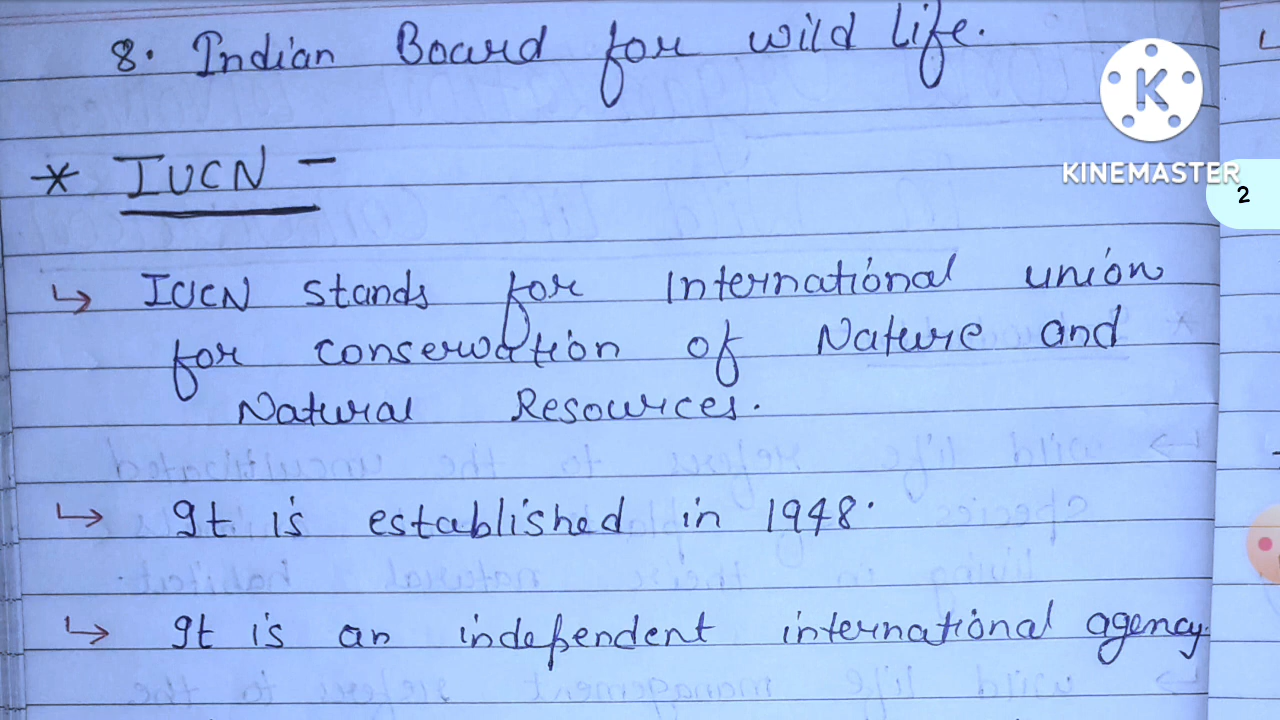 8. Indian Board for wild life.
* IUCN –
↳ IUCN stands for International union
for conservation of Nature and
Natural Resources.
↳ It is established in 1948.
↳ It is an independent international agency.
KINEMASTER
2